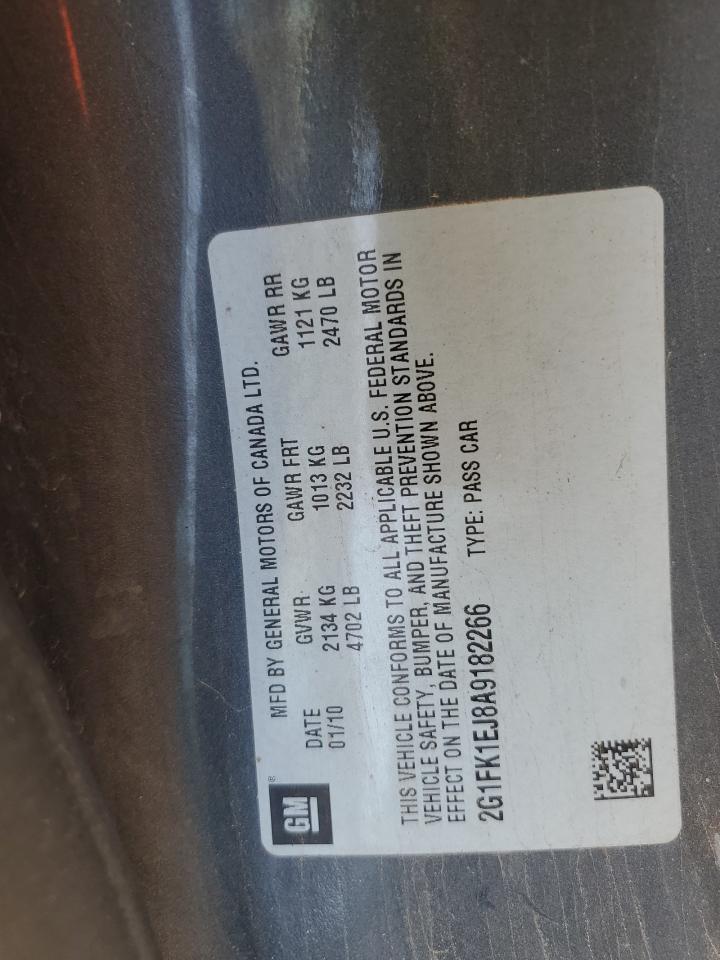 GM ®
MFD BY GENERAL MOTORS OF CANADA LTD.
DATE GVWR GAWR FRT GAWR RR
01/10 2134 KG 1013 KG 1121 KG
4702 LB 2232 LB 2470 LB
THIS VEHICLE CONFORMS TO ALL APPLICABLE U.S. FEDERAL MOTOR
VEHICLE SAFETY, BUMPER, AND THEFT PREVENTION STANDARDS IN
EFFECT ON THE DATE OF MANUFACTURE SHOWN ABOVE.
2G1FK1EJ8A9182266 TYPE: PASS CAR